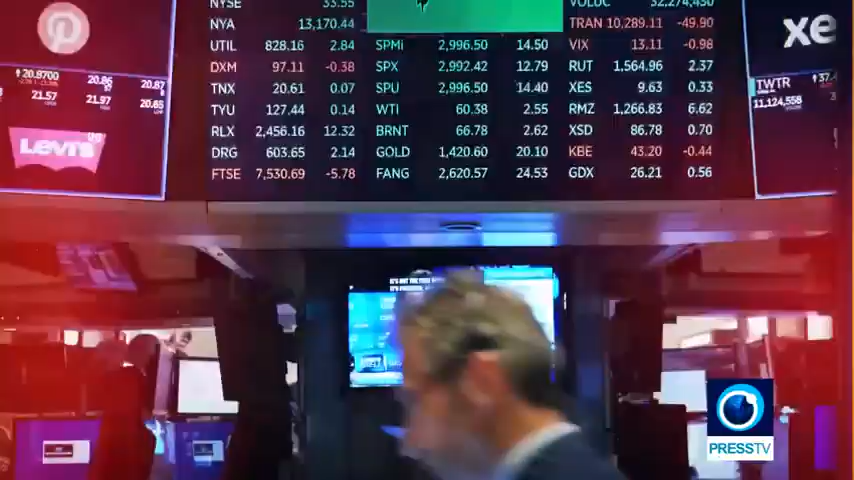 NYSE 33.55
NYA 13,170.44
UTIL 828.16 2.84
DXM 97.11 -0.38
TNX 20.61 0.07
TYU 127.44 0.14
RLX 2,456.16 12.32
DRG 603.65 2.14
FTSE 7,530.69 -5.78
SPMi 2,996.50 14.50
SPX 2,992.42 12.79
SPU 2,996.50 14.40
WTI 60.38 2.55
BRNT 66.78 2.62
GOLD 1,420.60 20.10
FANG 2,620.57 24.53
VOLUC 32,274,430
TRAN 10,289.11 -49.90
VIX 13.11 -0.98
RUT 1,564.96 2.37
XES 9.63 0.33
RMZ 1,266.83 6.62
XSD 86.78 0.70
KBE 43.20 -0.44
GDX 26.21 0.56
20.8700 20.86 20.87
21.57 21.97 20.65
Levi's
xe
TWTR
11,124,558
PRESSTV